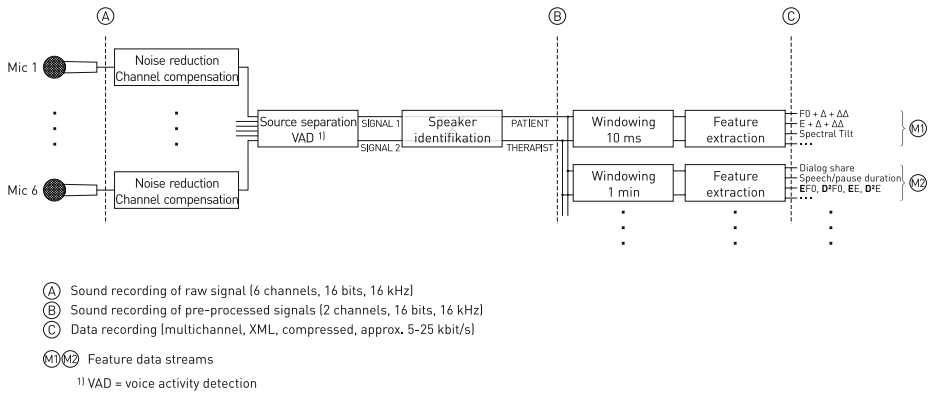 A
B
C
Mic 1
Noise reduction
Channel compensation
Source separation
VAD 1)
SIGNAL 1
SIGNAL 2
Speaker
identifikation
PATIENT
THERAPIST
Windowing
10 ms
Feature
extraction
F0 + Δ + ΔΔ
E + Δ + ΔΔ
Spectral Tilt
...
M1
Mic 6
Noise reduction
Channel compensation
Windowing
1 min
Feature
extraction
Dialog share
Speech/pause duration
EF0, D²F0, EE, D²E
...
M2
A Sound recording of raw signal (6 channels, 16 bits, 16 kHz)
B Sound recording of pre-processed signals (2 channels, 16 bits, 16 kHz)
C Data recording (multichannel, XML, compressed, approx. 5-25 kbit/s)
M1 M2 Feature data streams
1) VAD = voice activity detection